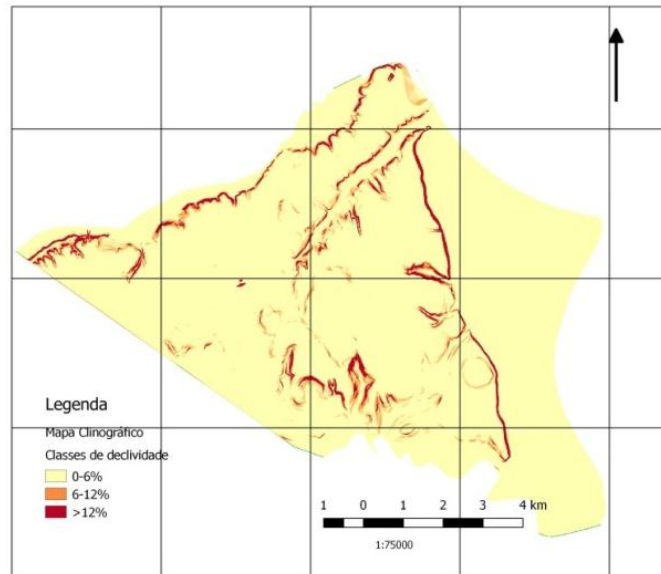 Legenda
Mapa Clinográfico
Classes de declividade
0-6%
6-12%
>12%
1 0 1 2 3 4 km
1:75000